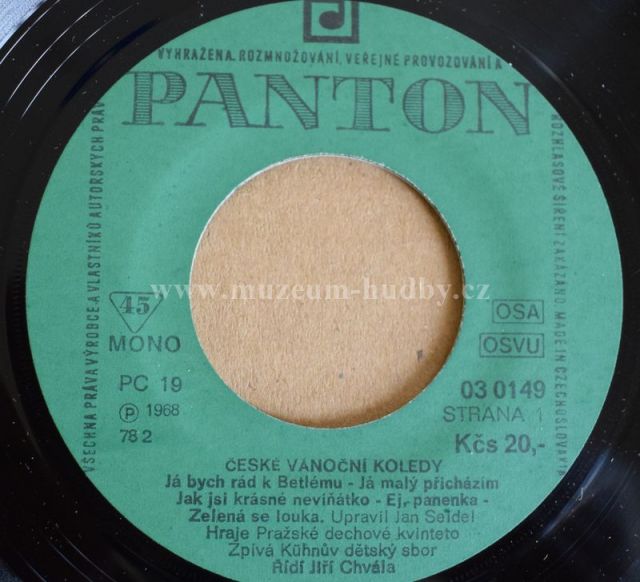 VYHRAŽENA. ROZMNOŽOVÁNÍ, VEŘEJNÉ PROVOZOVÁNÍ A
PANTON
VŠECHNA PRÁVA VÝROBCE A VLASTNÍKŮ AUTORSKÝCH PRÁV
ROZHLASOVÉ ŠÍŘENÍ ZAKÁZÁNO. MADE IN CZECHOSLOVAKIA
www.muzeum-hudby.cz
45
MONO
OSA
OSVU
PC 19
Ⓟ 1968
78 2
03 0149
STRANA 1
Kčs 20,-
ČESKÉ VÁNOČNÍ KOLEDY
Já bych rád k Betlému - Já malý přicházím
Jak jsi krásné neviňátko - Ej, panenka -
Zelená se louka. Upravil Jan Seidel
Hraje Pražské dechové kvinteto
Zpívá Kühnův dětský sbor
Řídí Jiří Chvála